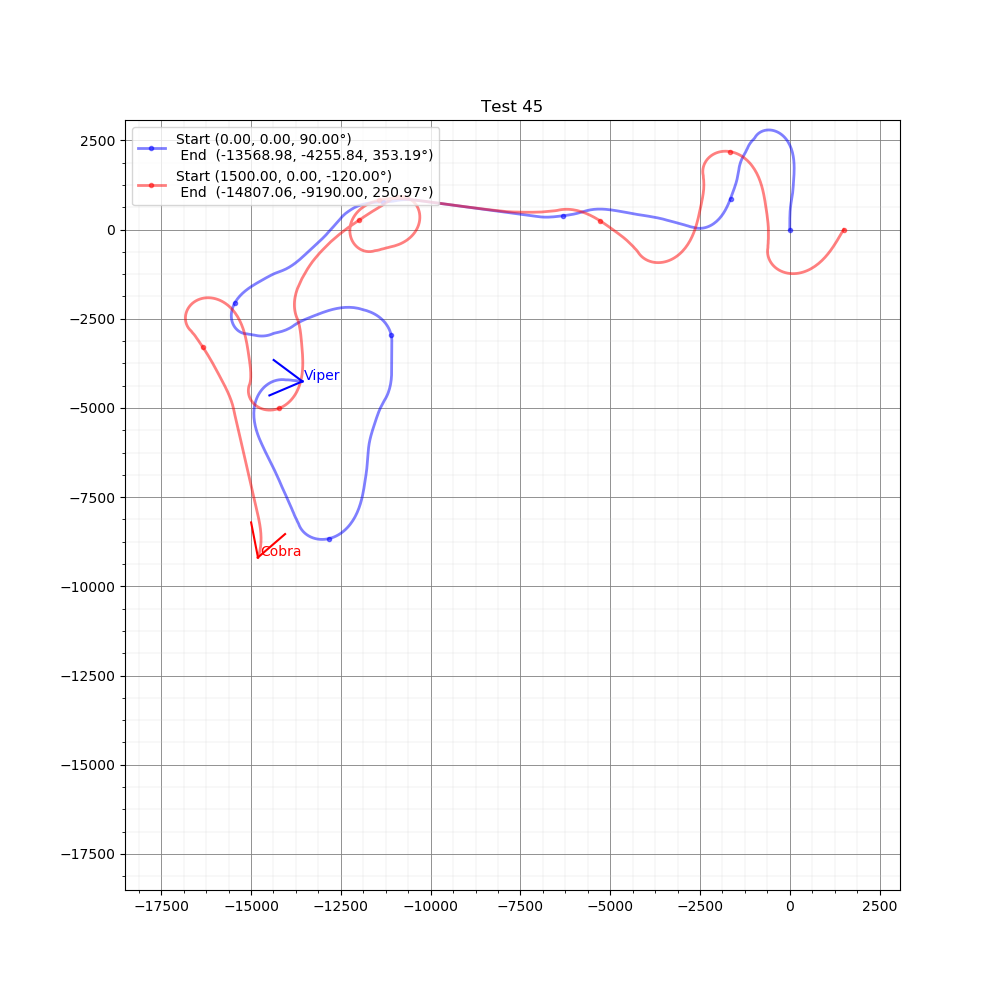 Test 45
Start (0.00, 0.00, 90.00°)
End (-13568.98, -4255.84, 353.19°)
Start (1500.00, 0.00, -120.00°)
End (-14807.06, -9190.00, 250.97°)
2500
0
−2500
−5000
−7500
−10000
−12500
−15000
−17500
Viper
Cobra
−17500 −15000 −12500 −10000 −7500 −5000 −2500 0 2500